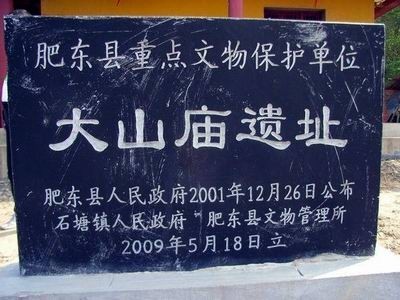 肥东县重点文物保护单位
大山庙遗址
肥东县人民政府2001年12月26日公布
石塘镇人民政府 肥东县文物管理所
2009年5月18日立